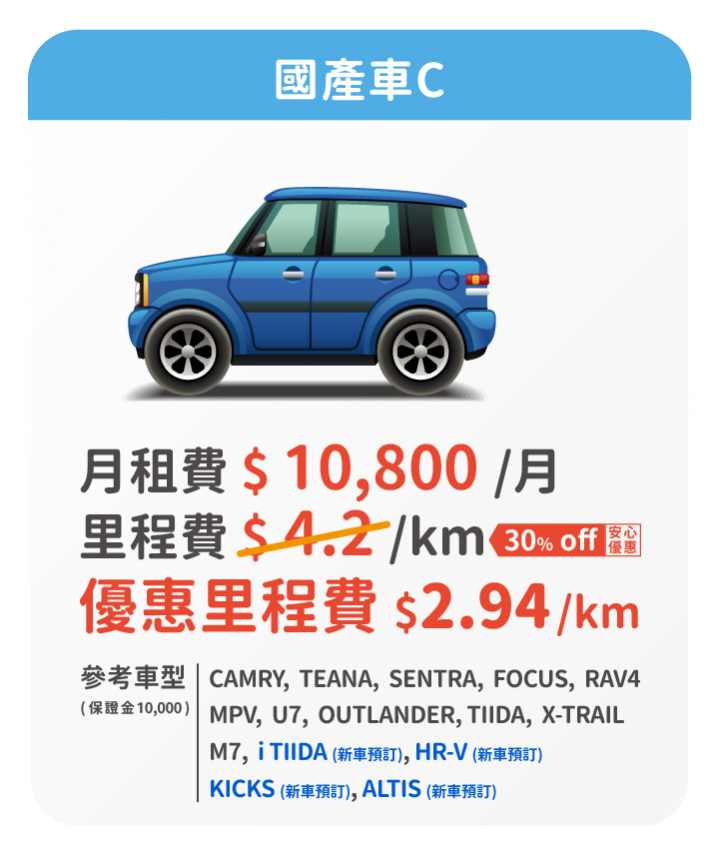 國產車C
月租費 $ 10,800 /月
里程費 $ 4.2 /km 30% off 安心優惠
優惠里程費 $2.94/km
參考車型
(保證金10,000)
CAMRY, TEANA, SENTRA, FOCUS, RAV4
MPV, U7, OUTLANDER, TIIDA, X-TRAIL
M7, i TIIDA (新車預訂), HR-V (新車預訂)
KICKS (新車預訂), ALTIS (新車預訂)